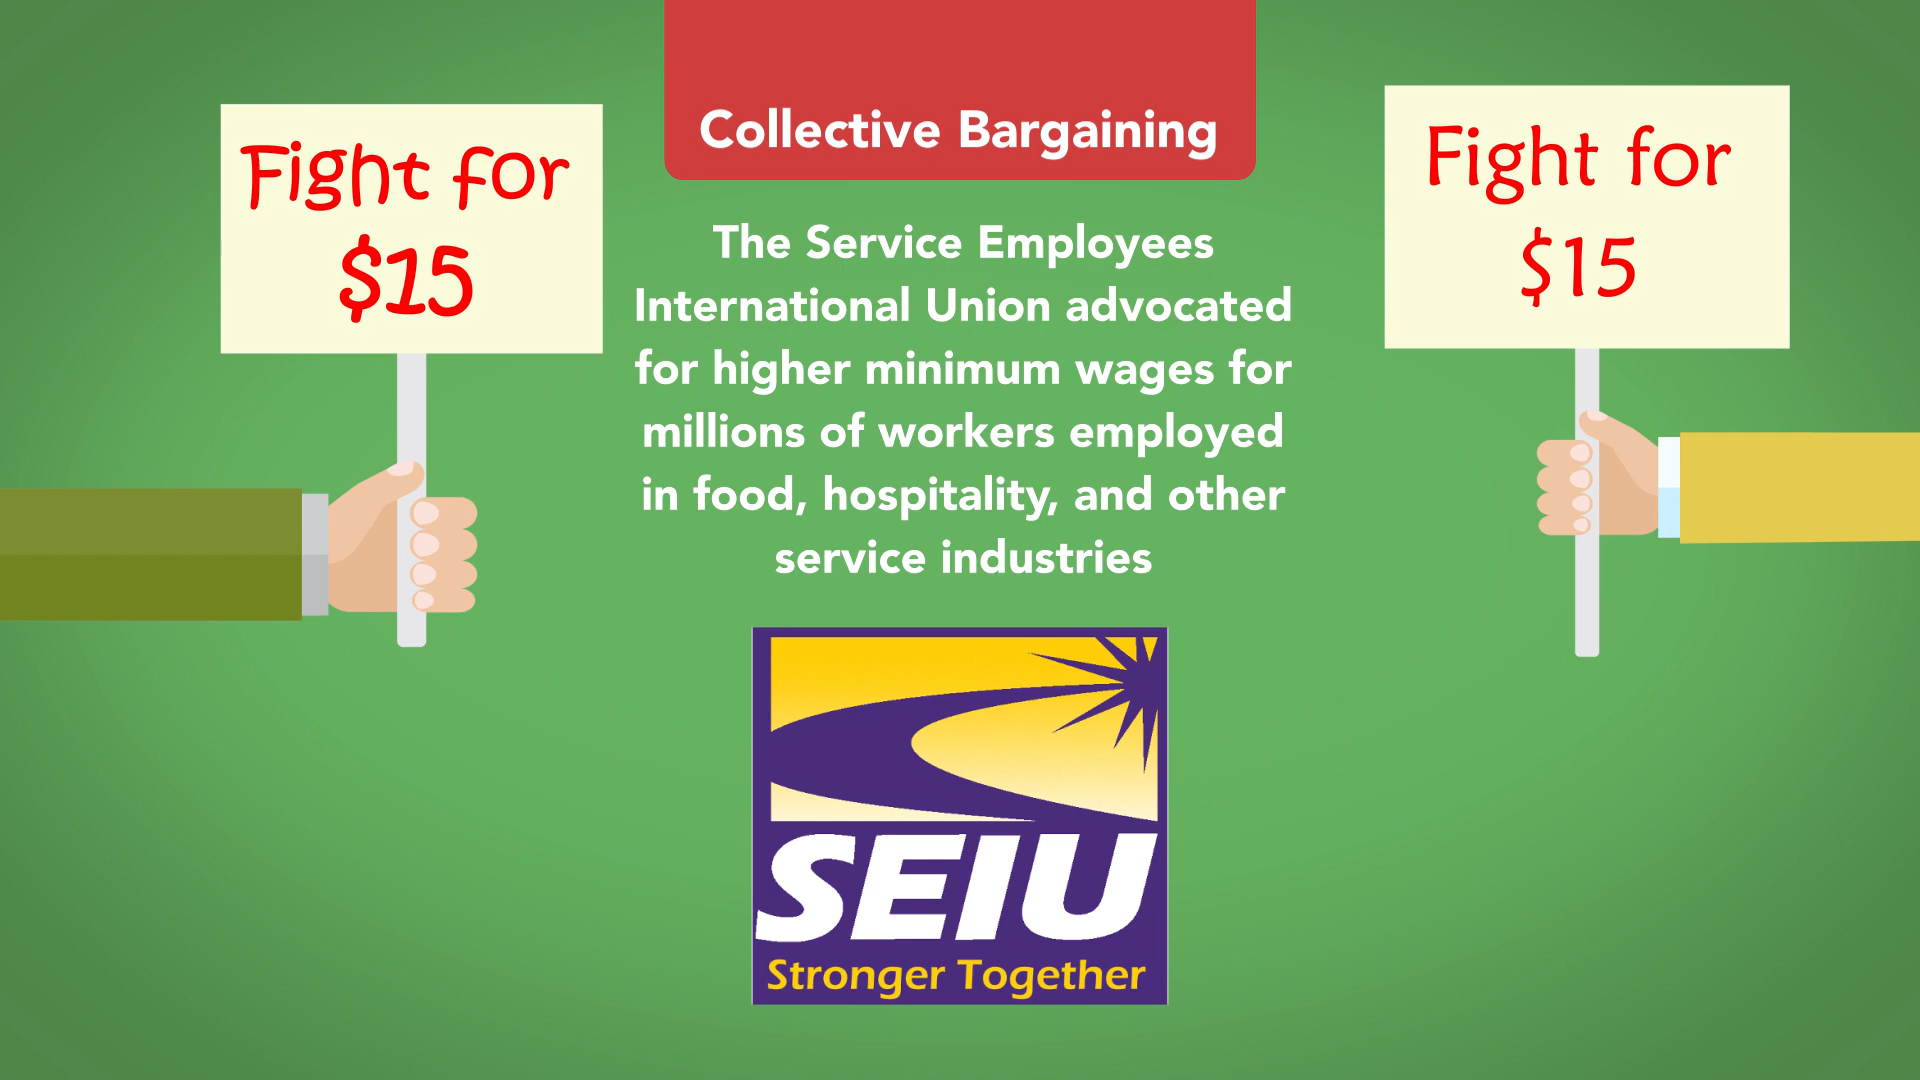 Collective Bargaining
Fight for
$15
The Service Employees
International Union advocated
for higher minimum wages for
millions of workers employed
in food, hospitality, and other
service industries
Fight for
$15
SEIU
Stronger Together